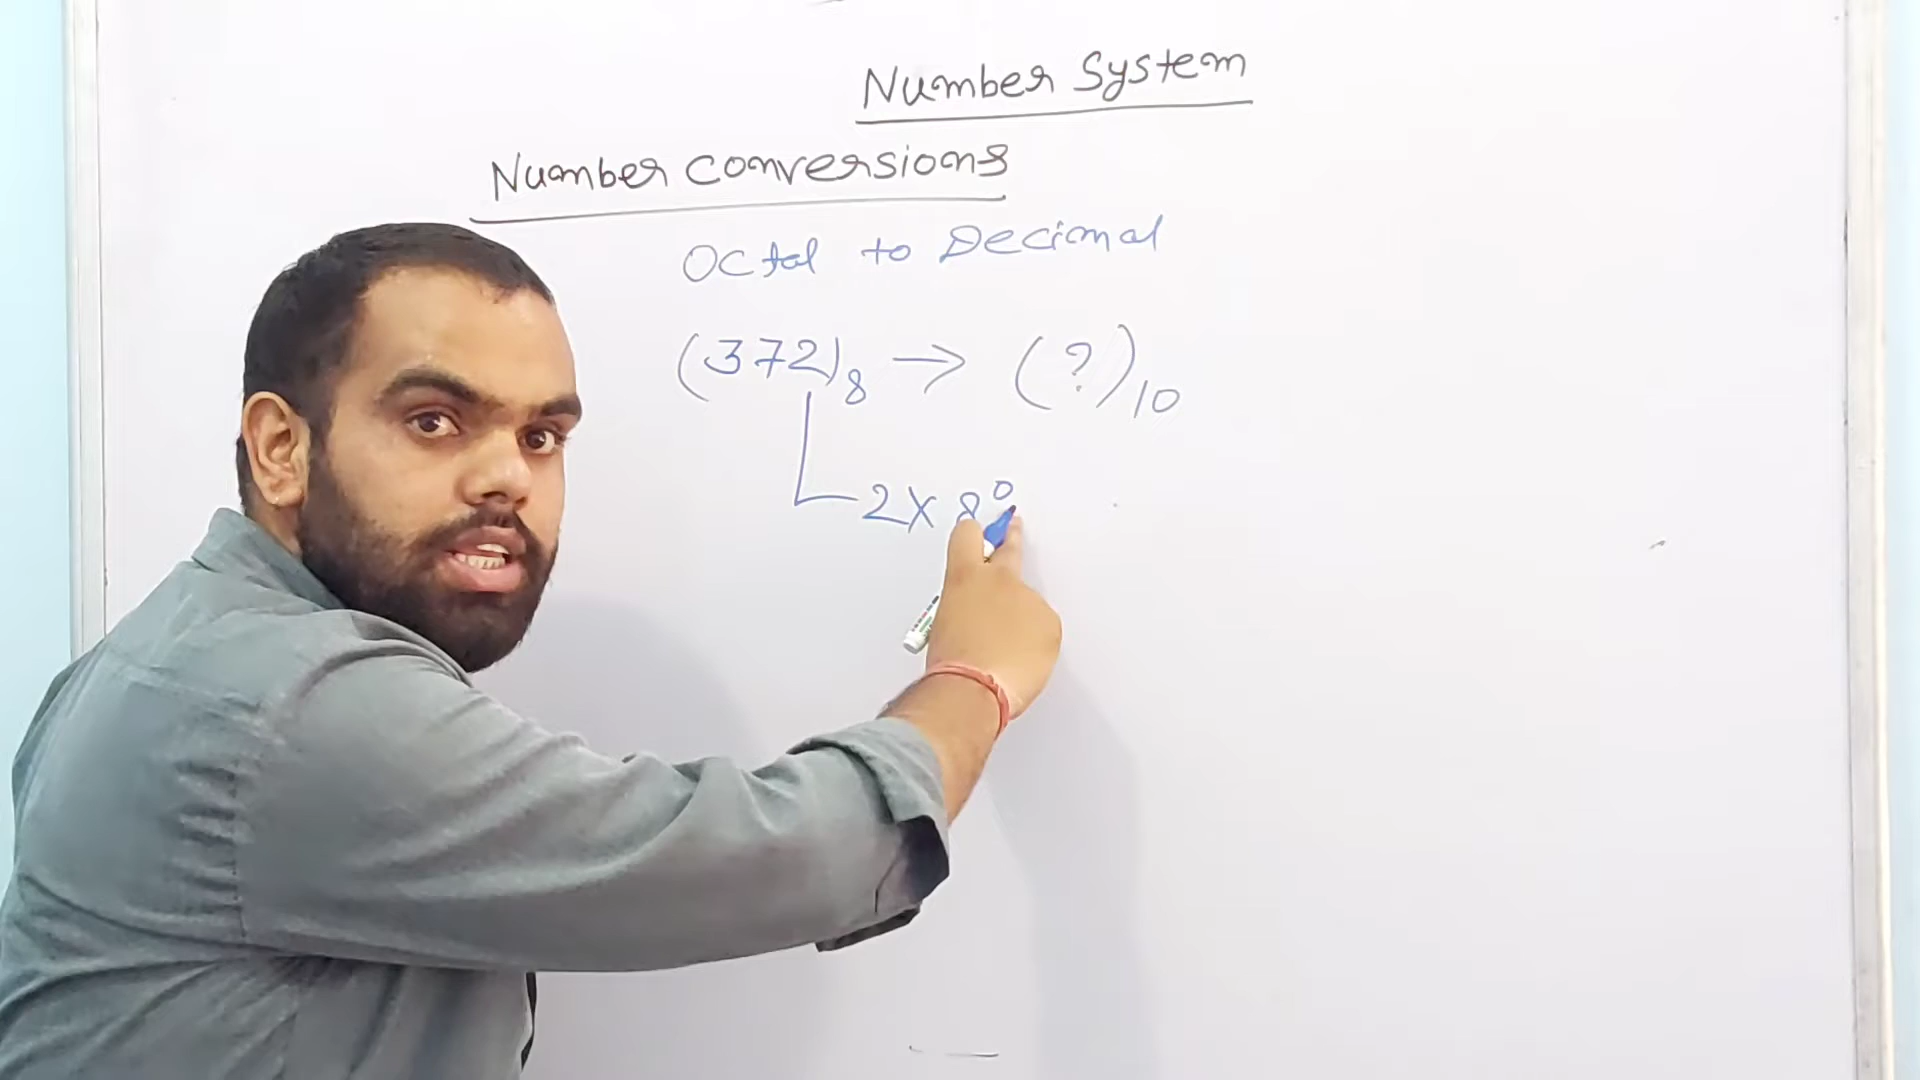 Number System
Number Conversions
Octal to Decimal
(372)₈ → (?)₁₀
2 x 8⁰